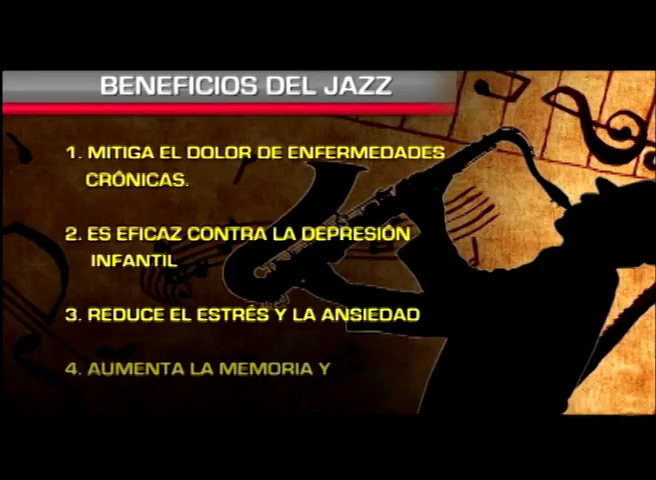 BENEFICIOS DEL JAZZ
1. MITIGA EL DOLOR DE ENFERMEDADES
CRÓNICAS.
2. ES EFICAZ CONTRA LA DEPRESIÓN
INFANTIL
3. REDUCE EL ESTRÉS Y LA ANSIEDAD
4. AUMENTA LA MEMORIA Y